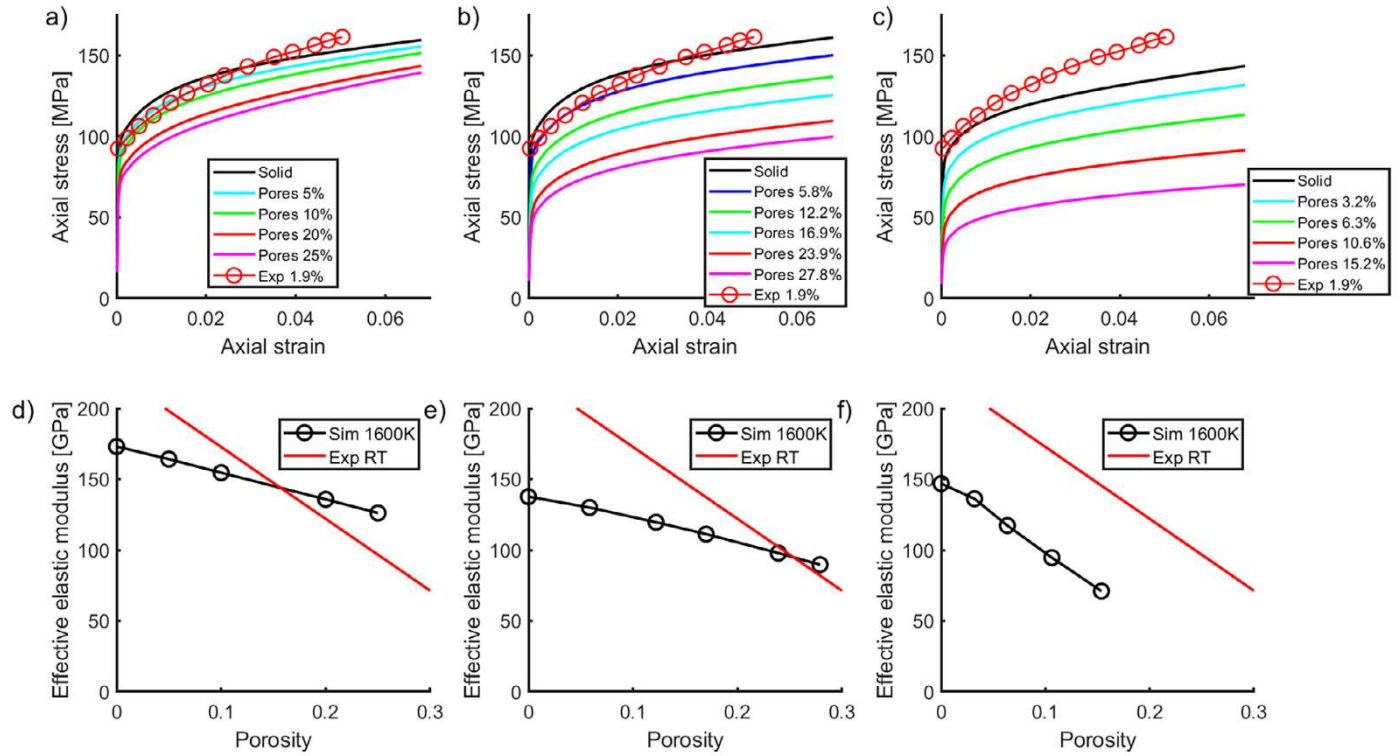 a)
Axial stress [MPa]
150
100
50
0
0
0.02
0.04
0.06
Axial strain
Solid
Pores 5%
Pores 10%
Pores 20%
Pores 25%
Exp 1.9%
b)
Axial stress [MPa]
150
100
50
0
0
0.02
0.04
0.06
Axial strain
Solid
Pores 5.8%
Pores 12.2%
Pores 16.9%
Pores 23.9%
Pores 27.8%
Exp 1.9%
c)
Axial stress [MPa]
150
100
50
0
0
0.02
0.04
0.06
Axial strain
Solid
Pores 3.2%
Pores 6.3%
Pores 10.6%
Pores 15.2%
Exp 1.9%
d)
Effective elastic modulus [GPa]
200
150
100
50
0
0
0.1
0.2
0.3
Porosity
Sim 1600K
Exp RT
e)
Effective elastic modulus [GPa]
200
150
100
50
0
0
0.1
0.2
0.3
Porosity
Sim 1600K
Exp RT
f)
Effective elastic modulus [GPa]
200
150
100
50
0
0
0.1
0.2
0.3
Porosity
Sim 1600K
Exp RT